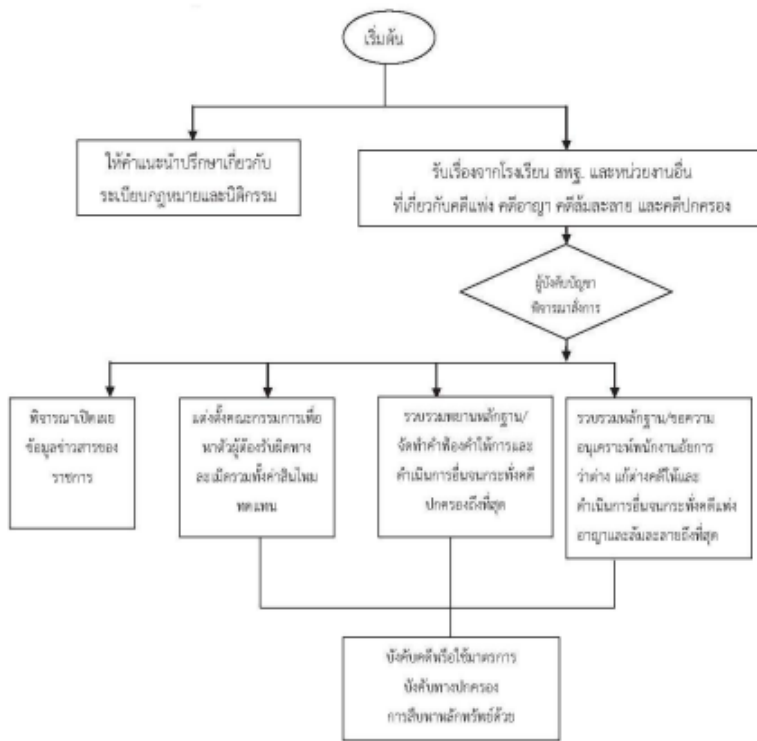 เริ่มต้น
ให้คำแนะนำปรึกษาเกี่ยวกับ
ระเบียบกฎหมายและนิติกรรม
รับเรื่องจากโรงเรียน สพฐ. และหน่วยงานอื่น
ที่เกี่ยวกับคดีแพ่ง คดีอาญา คดีล้มละลาย และคดีปกครอง
ผู้บังคับบัญชา
พิจารณาสั่งการ
พิจารณาเปิดเผย
ข้อมูลข่าวสารของ
ราชการ
แต่งตั้งคณะกรรมการเพื่อ
หาตัวผู้ต้องรับผิดทาง
ละเมิดรวมทั้งค่าสินไหม
ทดแทน
รวบรวมพยานหลักฐาน/
จัดทำคำฟ้องคำให้การและ
ดำเนินการอื่นจนกระทั่งคดี
ปกครองถึงที่สุด
รวบรวมหลักฐาน/ขอความ
อนุเคราะห์พนักงานอัยการ
ว่าต่าง แก้ต่างคดีให้และ
ดำเนินการอื่นจนกระทั่งคดีแพ่ง
อาญาและล้มละลายถึงที่สุด
บังคับคดีหรือใช้มาตรการ
บังคับทางปกครอง
การสืบหาหลักทรัพย์ด้วย